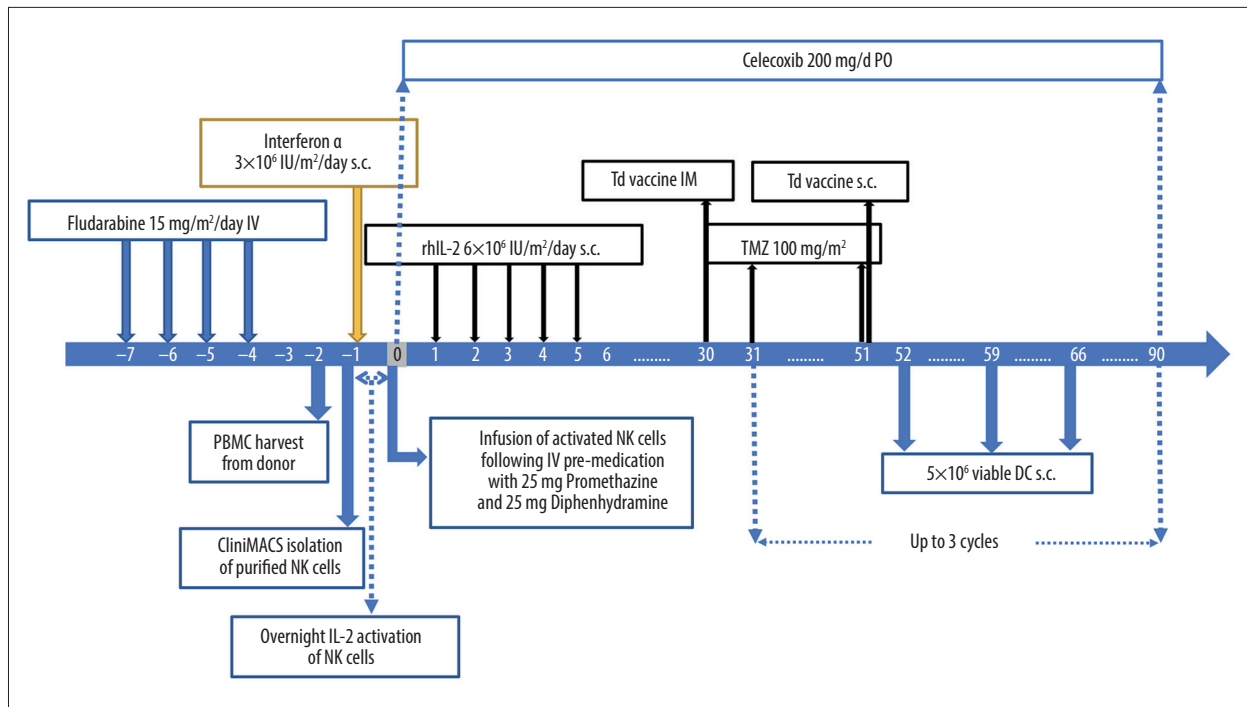 Celecoxib 200 mg/d PO
Interferon α
3×10⁶ IU/m²/day s.c.
Td vaccine IM
Td vaccine s.c.
Fludarabine 15 mg/m²/day IV
rhIL-2 6×10⁶ IU/m²/day s.c.
TMZ 100 mg/m²
–7 –6 –5 –4 –3 –2 –1 0 1 2 3 4 5 6 ......... 30 31 ......... 51 52 ......... 59 ......... 66 ......... 90
PBMC harvest
from donor
Infusion of activated NK cells
following IV pre-medication
with 25 mg Promethazine
and 25 mg Diphenhydramine
5×10⁶ viable DC s.c.
CliniMACS isolation
of purified NK cells
Up to 3 cycles
Overnight IL-2 activation
of NK cells